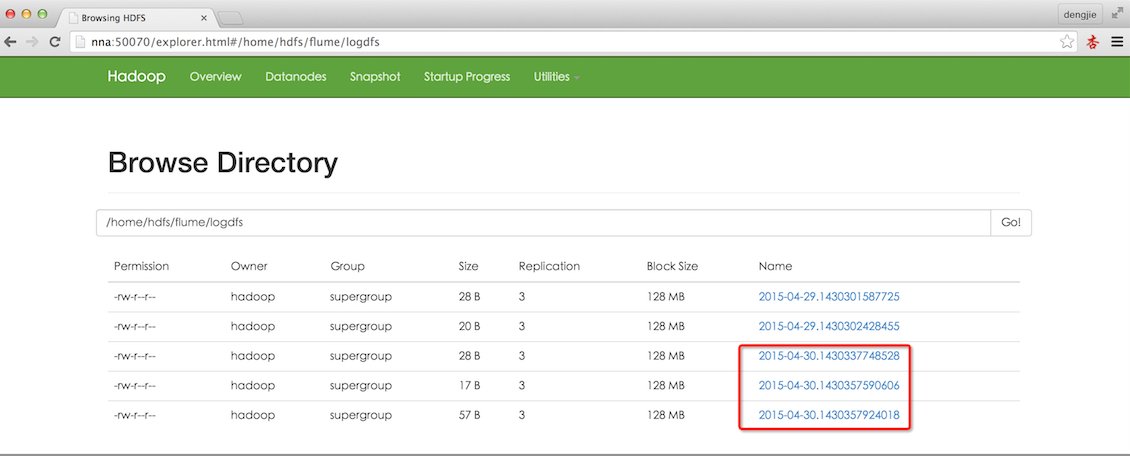 Browsing HDFS
dengjie
nna:50070/explorer.html#/home/hdfs/flume/logdfs
Hadoop Overview Datanodes Snapshot Startup Progress Utilities
Browse Directory
/home/hdfs/flume/logdfs Go!
Permission Owner Group Size Replication Block Size Name
-rw-r--r-- hadoop supergroup 28 B 3 128 MB 2015-04-29.1430301587725
-rw-r--r-- hadoop supergroup 20 B 3 128 MB 2015-04-29.1430302428455
-rw-r--r-- hadoop supergroup 28 B 3 128 MB 2015-04-30.1430337748528
-rw-r--r-- hadoop supergroup 17 B 3 128 MB 2015-04-30.1430357590606
-rw-r--r-- hadoop supergroup 57 B 3 128 MB 2015-04-30.1430357924018